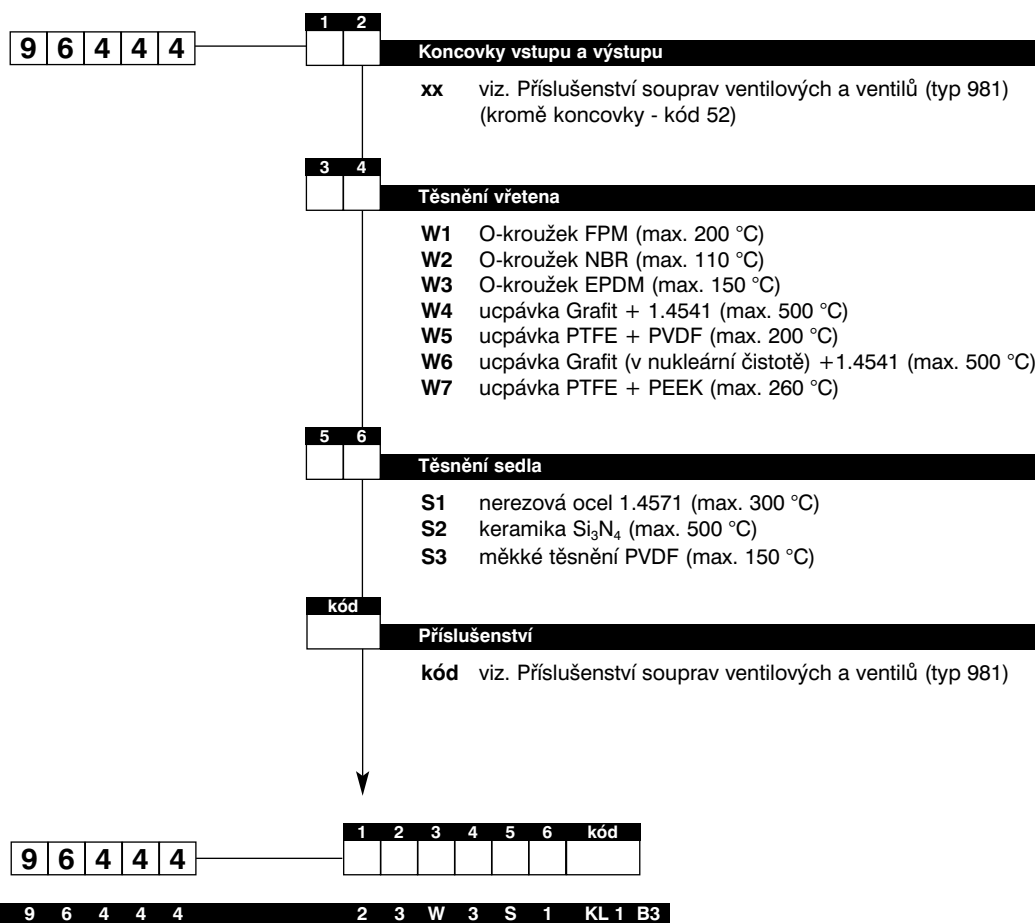 1 2
9 6 4 4 4
Koncovky vstupu a výstupu
xx viz. Příslušenství souprav ventilových a ventilů (typ 981)
(kromě koncovky - kód 52)
3 4
Těsnění vřetena
W1 O-kroužek FPM (max. 200 °C)
W2 O-kroužek NBR (max. 110 °C)
W3 O-kroužek EPDM (max. 150 °C)
W4 ucpávka Grafit + 1.4541 (max. 500 °C)
W5 ucpávka PTFE + PVDF (max. 200 °C)
W6 ucpávka Grafit (v nukleární čistotě) +1.4541 (max. 500 °C)
W7 ucpávka PTFE + PEEK (max. 260 °C)
5 6
Těsnění sedla
S1 nerezová ocel 1.4571 (max. 300 °C)
S2 keramika Si₃N₄ (max. 500 °C)
S3 měkké těsnění PVDF (max. 150 °C)
kód
Příslušenství
kód viz. Příslušenství souprav ventilových a ventilů (typ 981)
1 2 3 4 5 6 kód
9 6 4 4 4
9 6 4 4 4 2 3 W 3 S 1 KL 1 B3